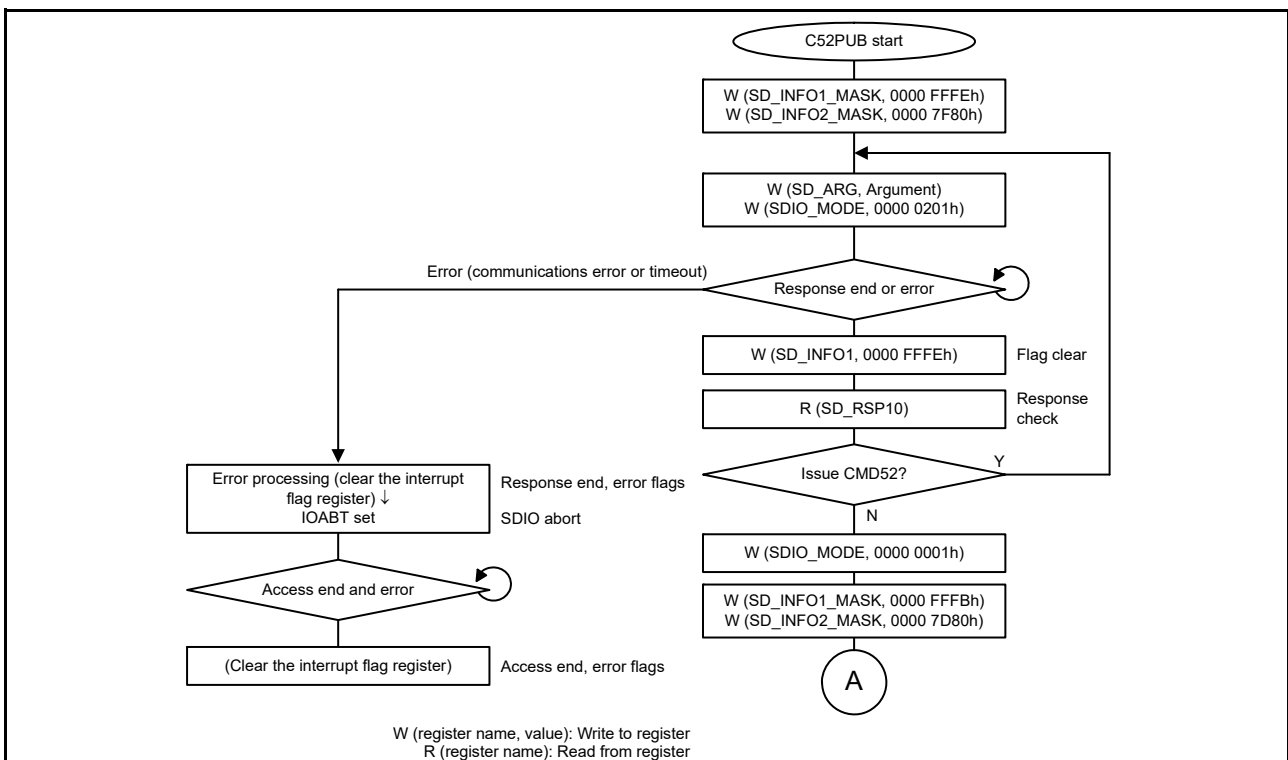 C52PUB start
W (SD_INFO1_MASK, 0000 FFFEh)
W (SD_INFO2_MASK, 0000 7F80h)
W (SD_ARG, Argument)
W (SDIO_MODE, 0000 0201h)
Error (communications error or timeout)
Response end or error
W (SD_INFO1, 0000 FFFEh)
Flag clear
R (SD_RSP10)
Response
check
Issue CMD52?
Y
N
Error processing (clear the interrupt
flag register) ↓
IOABT set
Response end, error flags
SDIO abort
W (SDIO_MODE, 0000 0001h)
Access end and error
W (SD_INFO1_MASK, 0000 FFFBh)
W (SD_INFO2_MASK, 0000 7D80h)
(Clear the interrupt flag register)
Access end, error flags
A
W (register name, value): Write to register
R (register name): Read from register